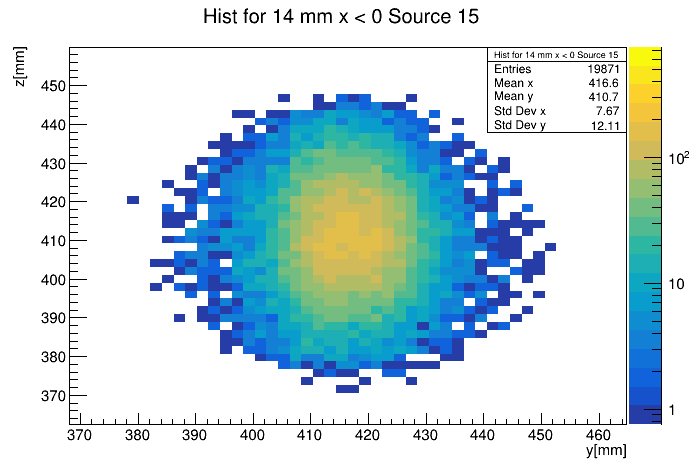 Hist for 14 mm x < 0 Source 15
z[mm]
Hist for 14 mm x < 0 Source 15
Entries 19871
Mean x 416.6
Mean y 410.7
Std Dev x 7.67
Std Dev y 12.11
450
440
430
420
410
400
390
380
370
10²
10
1
370 380 390 400 410 420 430 440 450 460
y[mm]